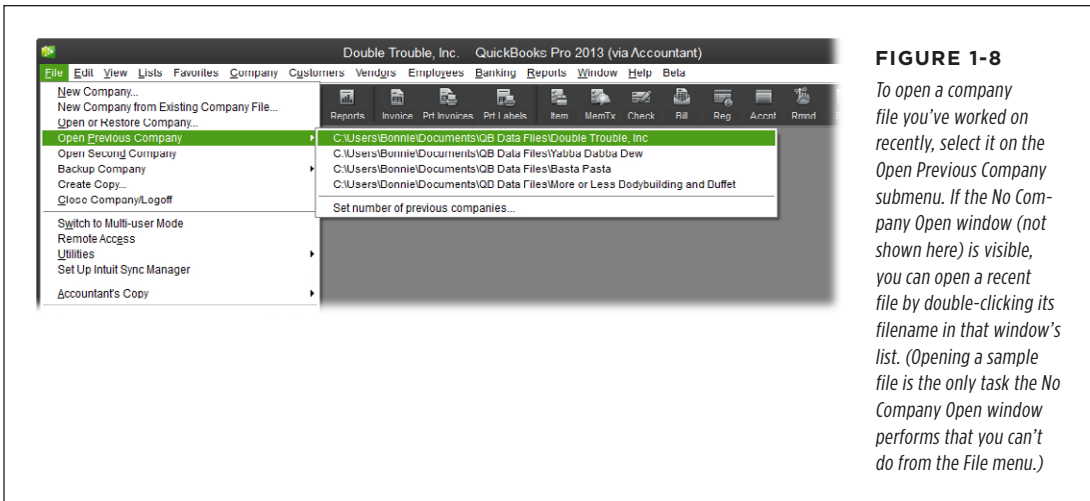 Double Trouble, Inc. QuickBooks Pro 2013 (via Accountant)
File Edit View Lists Favorites Company Customers Vendors Employees Banking Reports Window Help Beta
New Company...
New Company from Existing Company File...
Open or Restore Company...
Open Previous Company
Open Second Company
Backup Company
Create Copy...
Close Company/Logoff
Switch to Multi-user Mode
Remote Access
Utilities
Set Up Intuit Sync Manager
Accountant's Copy
Reports Invoice Prt Invoices Prt Labels Item MemTx Check Bill Reg Accnt Rmnd
C:\Users\Bonnie\Documents\QB Data Files\Double Trouble, Inc
C:\Users\Bonnie\Documents\QB Data Files\Yabba Dabba Dew
C:\Users\Bonnie\Documents\QB Data Files\Basta Pasta
C:\Users\Bonnie\Documents\QB Data Files\More or Less Bodybuilding and Buffet
Set number of previous companies...
FIGURE 1-8
To open a company
file you've worked on
recently, select it on the
Open Previous Company
submenu. If the No Com-
pany Open window (not
shown here) is visible,
you can open a recent
file by double-clicking its
filename in that window's
list. (Opening a sample
file is the only task the No
Company Open window
performs that you can't
do from the File menu.)